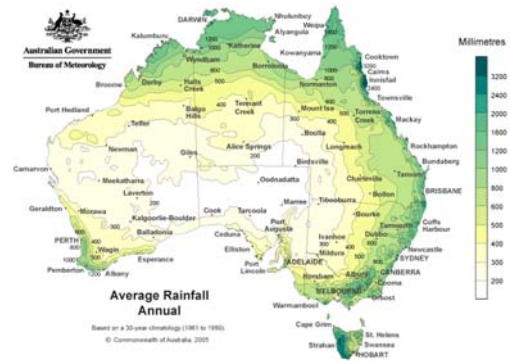 Australian Government
Bureau of Meteorology
DARWIN
Nhulunbuy
Weipa
Alyangula
Kalumburu
Katherine
Kowanyama
Wyndham
Cooktown
Borroloola
Cairns
Innisfail
Broome
Derby
Halls
Creek
Normanton
Townsville
Port Hedland
Balgo
Hills
Tennant
Creek
Mount Isa
Torrens
Creek
Mackay
Telfer
Boulia
Longreach
Rockhampton
Newman
Giles
Alice Springs
Birdsville
Bundaberg
Carnarvon
Meekatharra
Oodnadatta
Charleville
Taroom
Laverton
BRISBANE
Geraldton
Morawa
Cook
Tarcoola
Marree
Tibooburra
Bollon
Kalgoorlie-Boulder
Bourke
Coffs
Harbour
Balladonia
Ceduna
Port
Augusta
Ivanhoe
Dubbo
Tamworth
PERTH
Wagin
Esperance
Elliston
Mildura
Newcastle
SYDNEY
Pemberton
Albany
Port
Lincoln
ADELAIDE
Albury
CANBERRA
Horsham
Cooma
MELBOURNE
Orbost
Warrnambool
Cape Grim
St. Helens
Strahan
Swansea
HOBART
Average Rainfall
Annual
Based on a 30-year climatology (1961 to 1990)
© Commonwealth of Australia, 2005
Millimetres
3200
2400
2000
1600
1200
1000
800
600
500
400
300
200